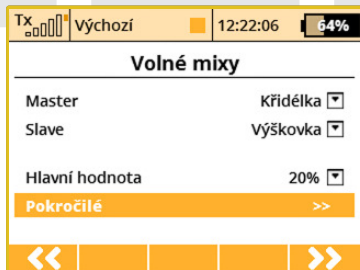 Tx Výchozí 12:22:06 64%
Volné mixy
Master Křidélka
Slave Výškovka
Hlavní hodnota 20%
Pokročilé >>